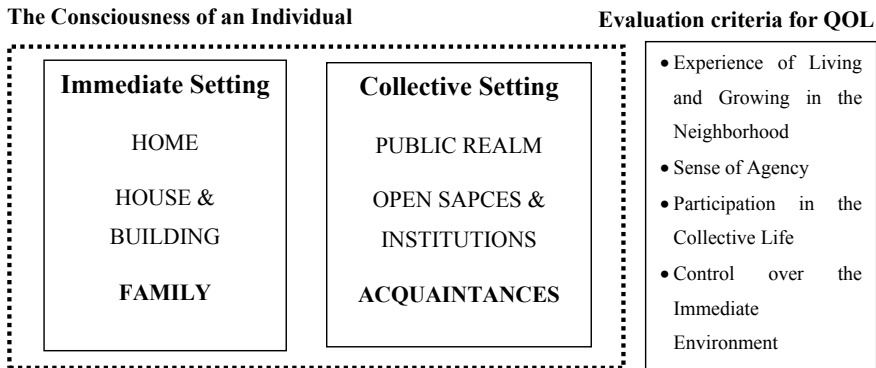 The Consciousness of an Individual
Evaluation criteria for QOL
Immediate Setting
HOME
HOUSE &
BUILDING
FAMILY
Collective Setting
PUBLIC REALM
OPEN SAPCES &
INSTITUTIONS
ACQUAINTANCES
• Experience of Living
and Growing in the
Neighborhood
• Sense of Agency
• Participation in the
Collective Life
• Control over the
Immediate
Environment